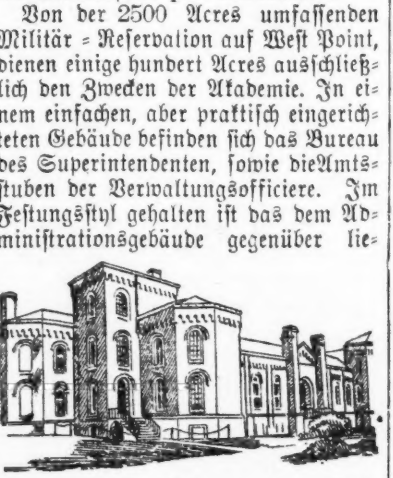 Von der 2500 Acres umfassenden
Militär = Reservation auf West Point,
dienen einige hundert Acres ausschließ=
lich den Zwecken der Akademie. In ei=
nem einfachen, aber praktisch eingerich=
teten Gebäude befinden sich das Bureau
des Superintendenten, sowie dieAmts=
stuben der Verwaltungsofficiere. Im
Festungsstyl gehalten ist das dem Ad=
ministrationsgebäude gegenüber lie=